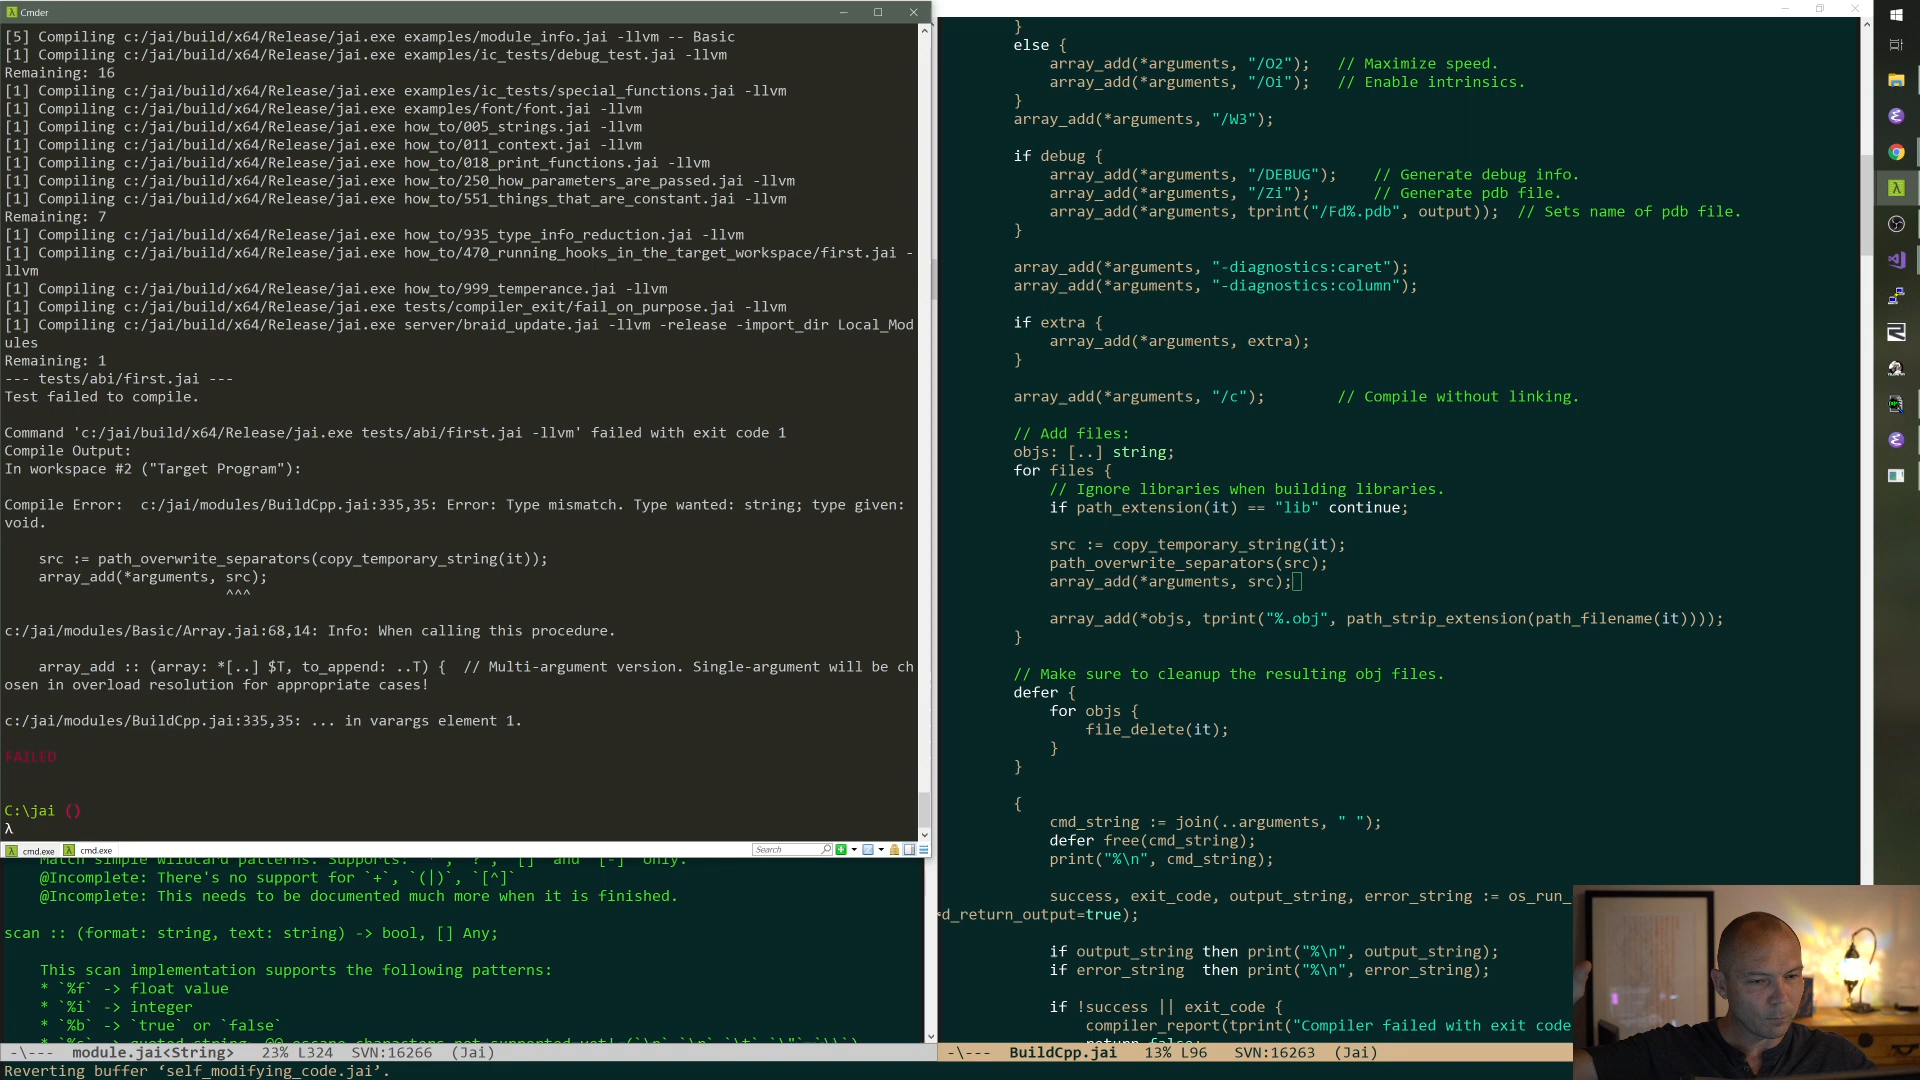 Cmder
[5] Compiling c:/jai/build/x64/Release/jai.exe examples/module_info.jai -llvm -- Basic
[1] Compiling c:/jai/build/x64/Release/jai.exe examples/ic_tests/debug_test.jai -llvm
Remaining: 16
[1] Compiling c:/jai/build/x64/Release/jai.exe examples/ic_tests/special_functions.jai -llvm
[1] Compiling c:/jai/build/x64/Release/jai.exe examples/font/font.jai -llvm
[1] Compiling c:/jai/build/x64/Release/jai.exe how_to/005_strings.jai -llvm
[1] Compiling c:/jai/build/x64/Release/jai.exe how_to/011_context.jai -llvm
[1] Compiling c:/jai/build/x64/Release/jai.exe how_to/018_print_functions.jai -llvm
[1] Compiling c:/jai/build/x64/Release/jai.exe how_to/250_how_parameters_are_passed.jai -llvm
[1] Compiling c:/jai/build/x64/Release/jai.exe how_to/551_things_that_are_constant.jai -llvm
Remaining: 7
[1] Compiling c:/jai/build/x64/Release/jai.exe how_to/935_type_info_reduction.jai -llvm
[1] Compiling c:/jai/build/x64/Release/jai.exe how_to/470_running_hooks_in_the_target_workspace/first.jai -
llvm
[1] Compiling c:/jai/build/x64/Release/jai.exe how_to/999_temperance.jai -llvm
[1] Compiling c:/jai/build/x64/Release/jai.exe tests/compiler_exit/fail_on_purpose.jai -llvm
[1] Compiling c:/jai/build/x64/Release/jai.exe server/braid_update.jai -llvm -release -import_dir Local_Mod
ules
Remaining: 1
--- tests/abi/first.jai ---
Test failed to compile.
Command 'c:/jai/build/x64/Release/jai.exe tests/abi/first.jai -llvm' failed with exit code 1
Compile Output:
In workspace #2 ("Target Program"):
Compile Error:  c:/jai/modules/BuildCpp.jai:335,35: Error: Type mismatch. Type wanted: string; type given:
void.
    src := path_overwrite_separators(copy_temporary_string(it));
    array_add(*arguments, src);
                          ^^^
c:/jai/modules/Basic/Array.jai:68,14: Info: When calling this procedure.
    array_add :: (array: *[..] $T, to_append: ..T) {  // Multi-argument version. Single-argument will be ch
osen in overload resolution for appropriate cases!
c:/jai/modules/BuildCpp.jai:335,35: ... in varargs element 1.
FAILED
C:\jai ()
λ
cmd.exe cmd.exe Search
Match simple wildcard patterns. Supports: `*`, `?`, `[]` and `[-]` only.
@Incomplete: There's no support for `+`, `(|)`, `[^]`
@Incomplete: This needs to be documented much more when it is finished.
scan :: (format: string, text: string) -> bool, [] Any;
This scan implementation supports the following patterns:
* `%f` -> float value
* `%i` -> integer
* `%b` -> `true` or `false`
-\--- module.jai<String> 23% L324 SVN:16266 (Jai)
Reverting buffer ‘self_modifying_code.jai’.
}
else {
    array_add(*arguments, "/O2");   // Maximize speed.
    array_add(*arguments, "/Oi");   // Enable intrinsics.
}
array_add(*arguments, "/W3");
if debug {
    array_add(*arguments, "/DEBUG");    // Generate debug info.
    array_add(*arguments, "/Zi");       // Generate pdb file.
    array_add(*arguments, tprint("/Fd%.pdb", output));  // Sets name of pdb file.
}
array_add(*arguments, "-diagnostics:caret");
array_add(*arguments, "-diagnostics:column");
if extra {
    array_add(*arguments, extra);
}
array_add(*arguments, "/c");        // Compile without linking.
// Add files:
objs: [..] string;
for files {
    // Ignore libraries when building libraries.
    if path_extension(it) == "lib" continue;
    src := copy_temporary_string(it);
    path_overwrite_separators(src);
    array_add(*arguments, src);
    array_add(*objs, tprint("%.obj", path_strip_extension(path_filename(it))));
}
// Make sure to cleanup the resulting obj files.
defer {
    for objs {
        file_delete(it);
    }
}
{
    cmd_string := join(..arguments, " ");
    defer free(cmd_string);
    print("%\n", cmd_string);
    success, exit_code, output_string, error_string := os_run_
d_return_output=true);
    if output_string then print("%\n", output_string);
    if error_string  then print("%\n", error_string);
    if !success || exit_code {
        compiler_report(tprint("Compiler failed with exit code
        return false;
-\--- BuildCpp.jai 13% L96 SVN:16263 (Jai)